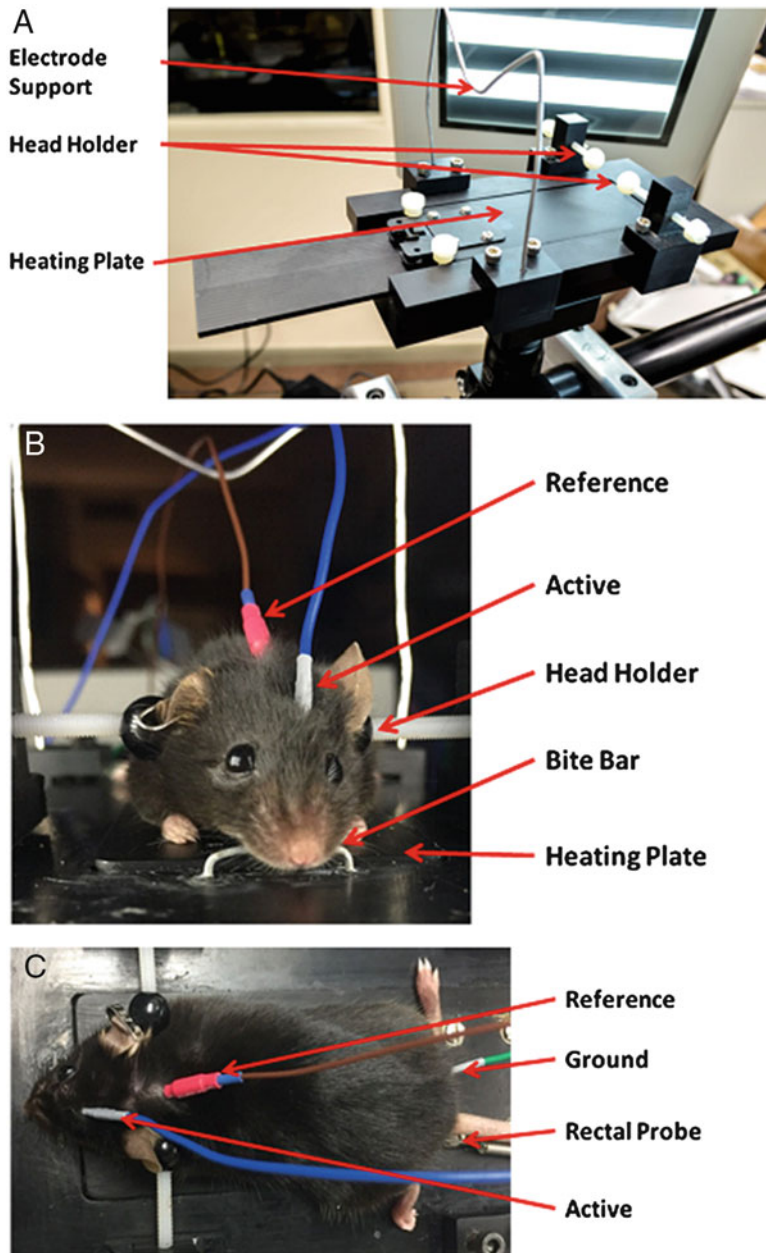 A
Electrode
Support
Head Holder
Heating Plate
B
Reference
Active
Head Holder
Bite Bar
Heating Plate
C
Reference
Ground
Rectal Probe
Active